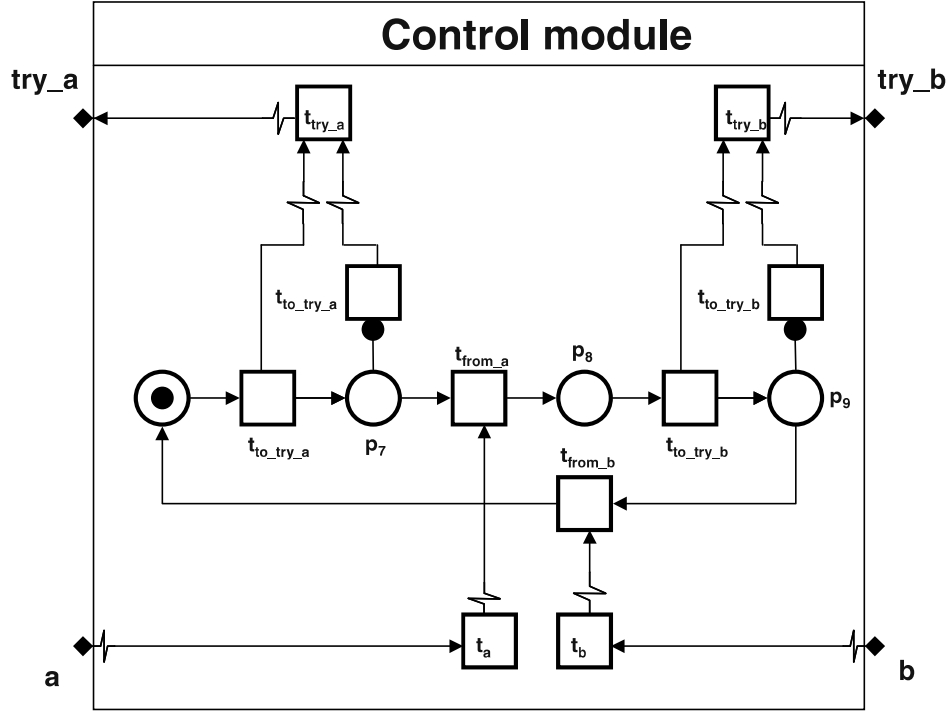 Control module
try_a
try_b
t_try_a
t_try_b
t_to_try_a
t_to_try_b
t_from_a
p_8
p_9
t_to_try_a
p_7
t_to_try_b
t_from_b
t_a
t_b
a
b